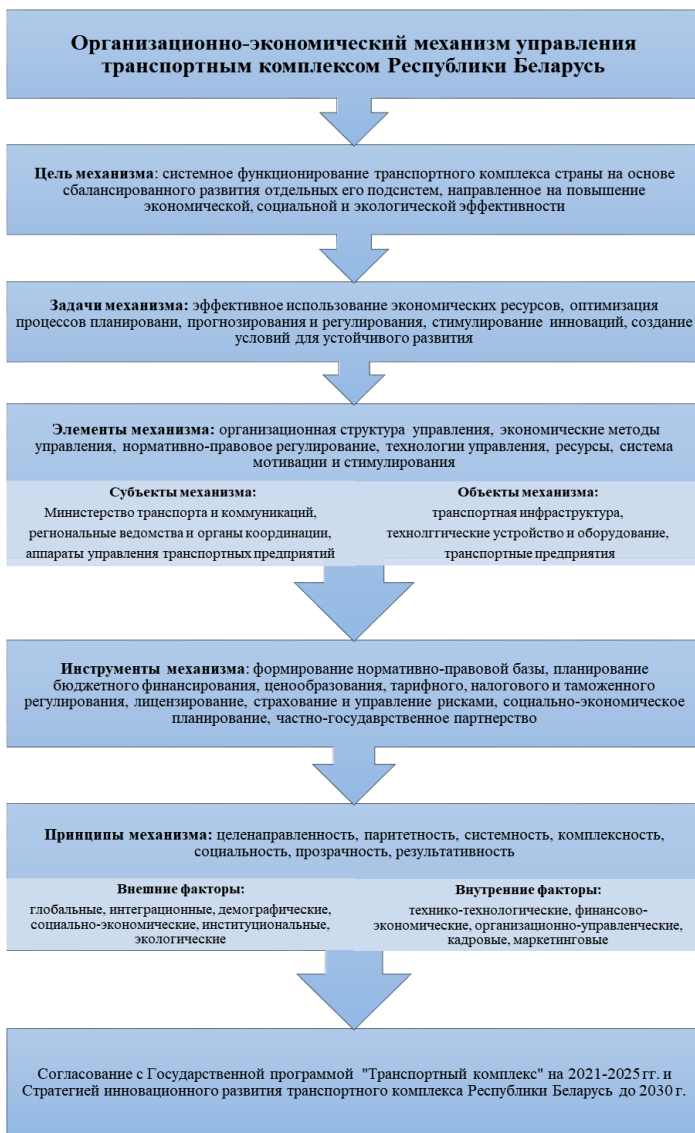 Организационно-экономический механизм управления
транспортным комплексом Республики Беларусь
Цель механизма: системное функционирование транспортного комплекса страны на основе
сбалансированного развития отдельных его подсистем, направленное на повышение
экономической, социальной и экологической эффективности
Задачи механизма: эффективное использование экономических ресурсов, оптимизация
процессов планировани, прогнозирования и регулирования, стимулирование инноваций, создание
условий для устойчивого развития
Элементы механизма: организационная структура управления, экономические методы
управления, нормативно-правовое регулирование, технологии управления, ресурсы, система
мотивации и стимулирования
Субъекты механизма:
Министерство транспорта и коммуникаций,
региональные ведомства и органы координации,
аппараты управления транспортных предприятий
Объекты механизма:
транспортная инфраструктура,
технолггические устройство и оборудование,
транспортные предприятия
Инструменты механизма: формирование нормативно-правовой базы, планирование
бюджетного финансирования, ценообразования, тарифного, налогового и таможенного
регулирования, лицензирование, страхование и управление рисками, социально-экономическое
планирование, частно-государственное партнерство
Принципы механизма: целенаправленность, паритетность, системность, комплексность,
социальность, прозрачность, результативность
Внешние факторы:
глобальные, интеграционные, демографические,
социально-экономические, институциональные,
экологические
Внутренние факторы:
технико-технологические, финансово-
экономические, организационно-управленческие,
кадровые, маркетинговые
Согласование с Государственной программой "Транспортный комплекс" на 2021-2025 гг. и
Стратегией инновационного развития транспортного комплекса Республики Беларусь до 2030 г.